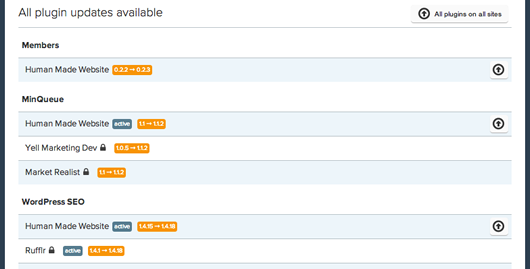 All plugin updates available
All plugins on all sites
Members
Human Made Website 0.2.2 → 0.2.3
MinQueue
Human Made Website active 1.1 → 1.1.2
Yell Marketing Dev 1.0.5 → 1.1.2
Market Realist 1.1 → 1.1.2
WordPress SEO
Human Made Website active 1.4.15 → 1.4.18
Rufflr active 1.4.1 → 1.4.18